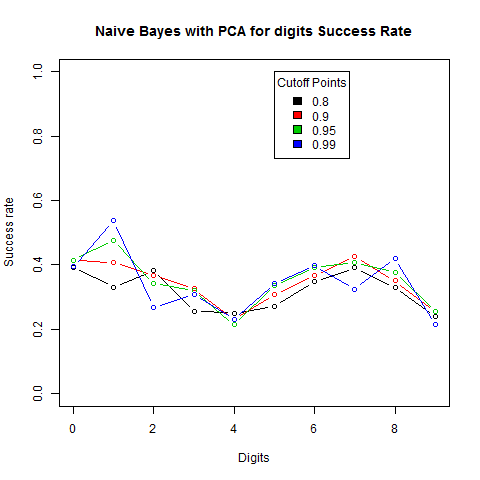 Naive Bayes with PCA for digits Success Rate
Success rate
1.0
0.8
0.6
0.4
0.2
0.0
Cutoff Points
0.8
0.9
0.95
0.99
0 2 4 6 8
Digits